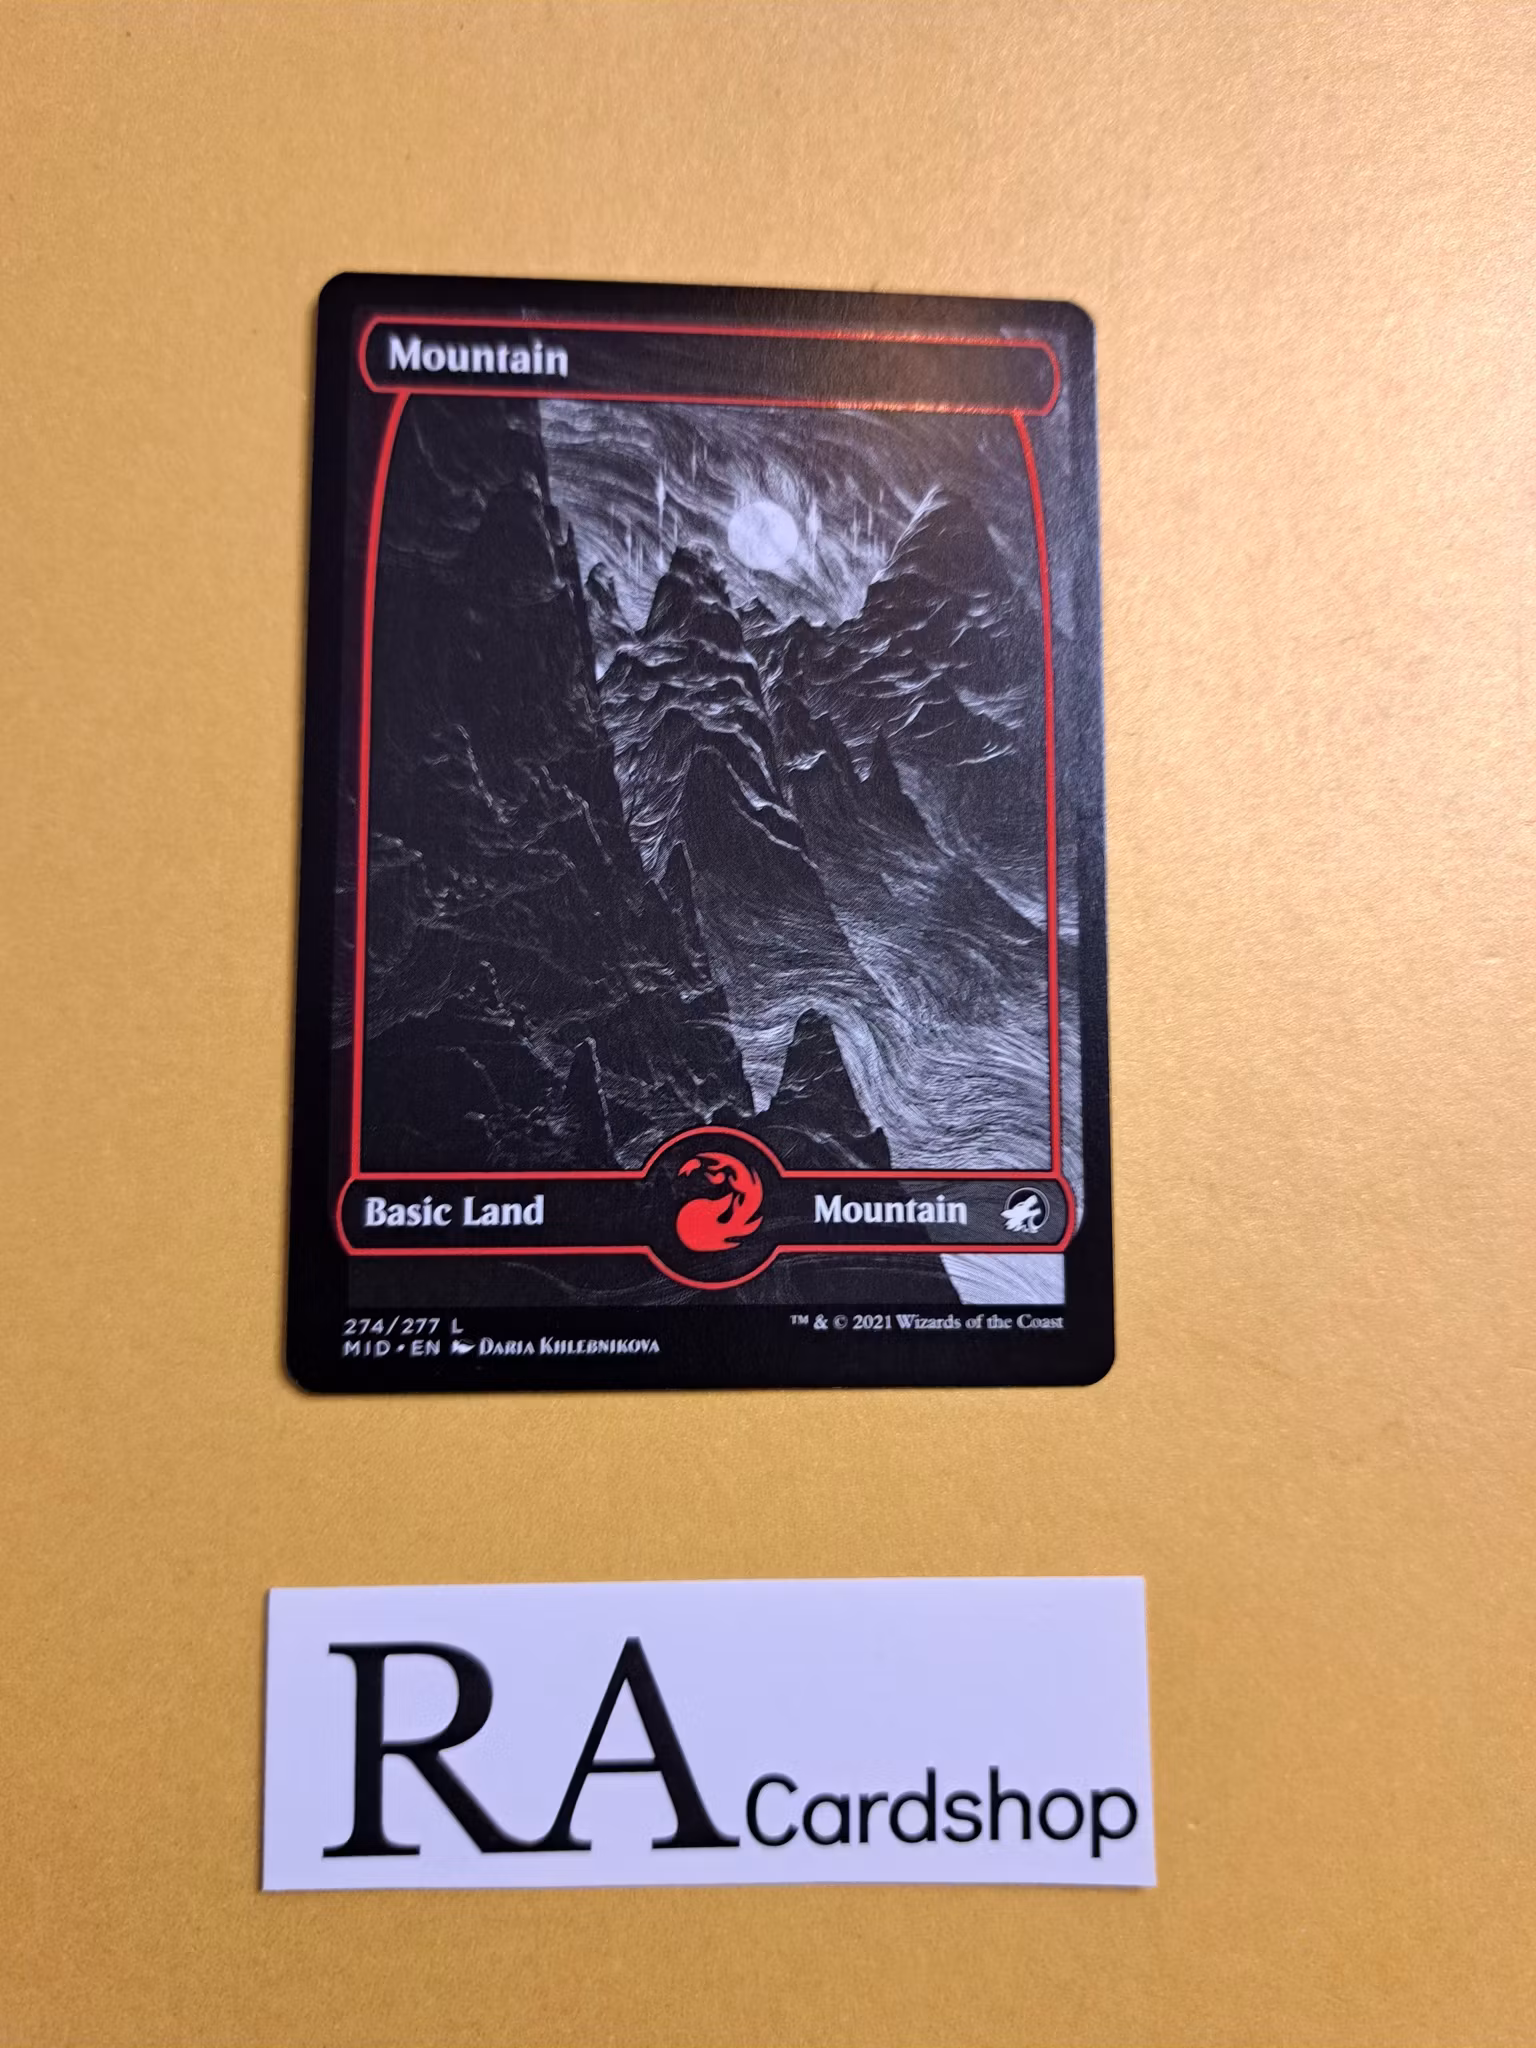 Mountain
Basic Land Mountain
274/277 L ™ & © 2021 Wizards of the Coast
MID • EN DARIA KHLEBNIKOVA
RA Cardshop